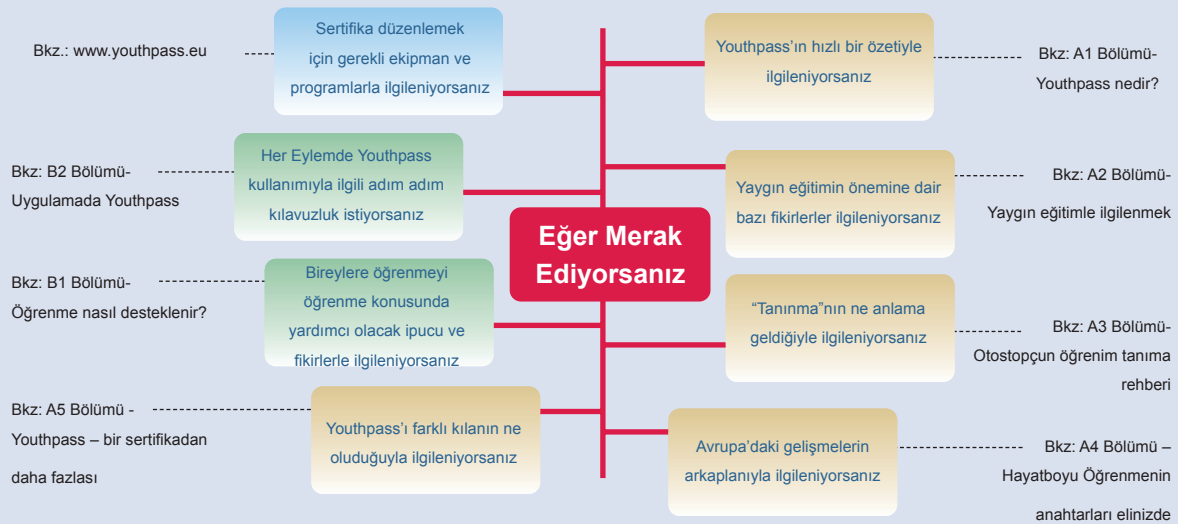 Bkz.: www.youthpass.eu
Sertifika düzenlemek
için gerekli ekipman ve
programlarla ilgileniyorsanız
Youthpass’ın hızlı bir özetiyle
ilgileniyorsanız
Bkz: A1 Bölümü-
Youthpass nedir?
Bkz: B2 Bölümü-
Uygulamada Youthpass
Her Eylemde Youthpass
kullanımıyla ilgili adım adım
kılavuzluk istiyorsanız
Yaygın eğitimin önemine dair
bazı fikirlerler ilgileniyorsanız
Bkz: A2 Bölümü-
Yaygın eğitimle ilgilenmek
Eğer Merak
Ediyorsanız
Bkz: B1 Bölümü-
Öğrenme nasıl desteklenir?
Bireylere öğrenmeyi
öğrenme konusunda
yardımcı olacak ipucu ve
fikirlerle ilgileniyorsanız
“Tanınma”nın ne anlama
geldiğiyle ilgileniyorsanız
Bkz: A3 Bölümü-
Otostopçun öğrenim tanıma
rehberi
Bkz: A5 Bölümü -
Youthpass – bir sertifikadan
daha fazlası
Youthpass’ı farklı kılanın ne
oluduğuyla ilgileniyorsanız
Avrupa’daki gelişmelerin
arkaplanıyla ilgileniyorsanız
Bkz: A4 Bölümü –
Hayatboyu Öğrenmenin
anahtarları elinizde